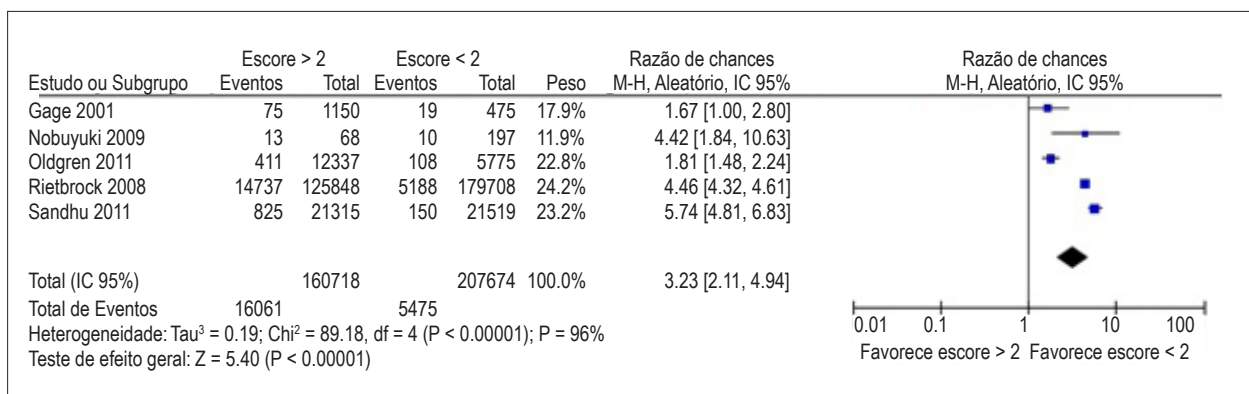 Escore > 2 Escore < 2 Razão de chances Razão de chances
Estudo ou Subgrupo Eventos Total Eventos Total Peso M-H, Aleatório, IC 95% M-H, Aleatório, IC 95%
Gage 2001 75 1150 19 475 17.9% 1.67 [1.00, 2.80]
Nobuyuki 2009 13 68 10 197 11.9% 4.42 [1.84, 10.63]
Oldgren 2011 411 12337 108 5775 22.8% 1.81 [1.48, 2.24]
Rietbrock 2008 14737 125848 5188 179708 24.2% 4.46 [4.32, 4.61]
Sandhu 2011 825 21315 150 21519 23.2% 5.74 [4.81, 6.83]
Total (IC 95%) 160718 207674 100.0% 3.23 [2.11, 4.94]
Total de Eventos 16061 5475
Heterogeneidade: Tau³ = 0.19; Chi² = 89.18, df = 4 (P < 0.00001); P = 96%
Teste de efeito geral: Z = 5.40 (P < 0.00001)
0.01 0.1 1 10 100
Favorece escore > 2 Favorece escore < 2